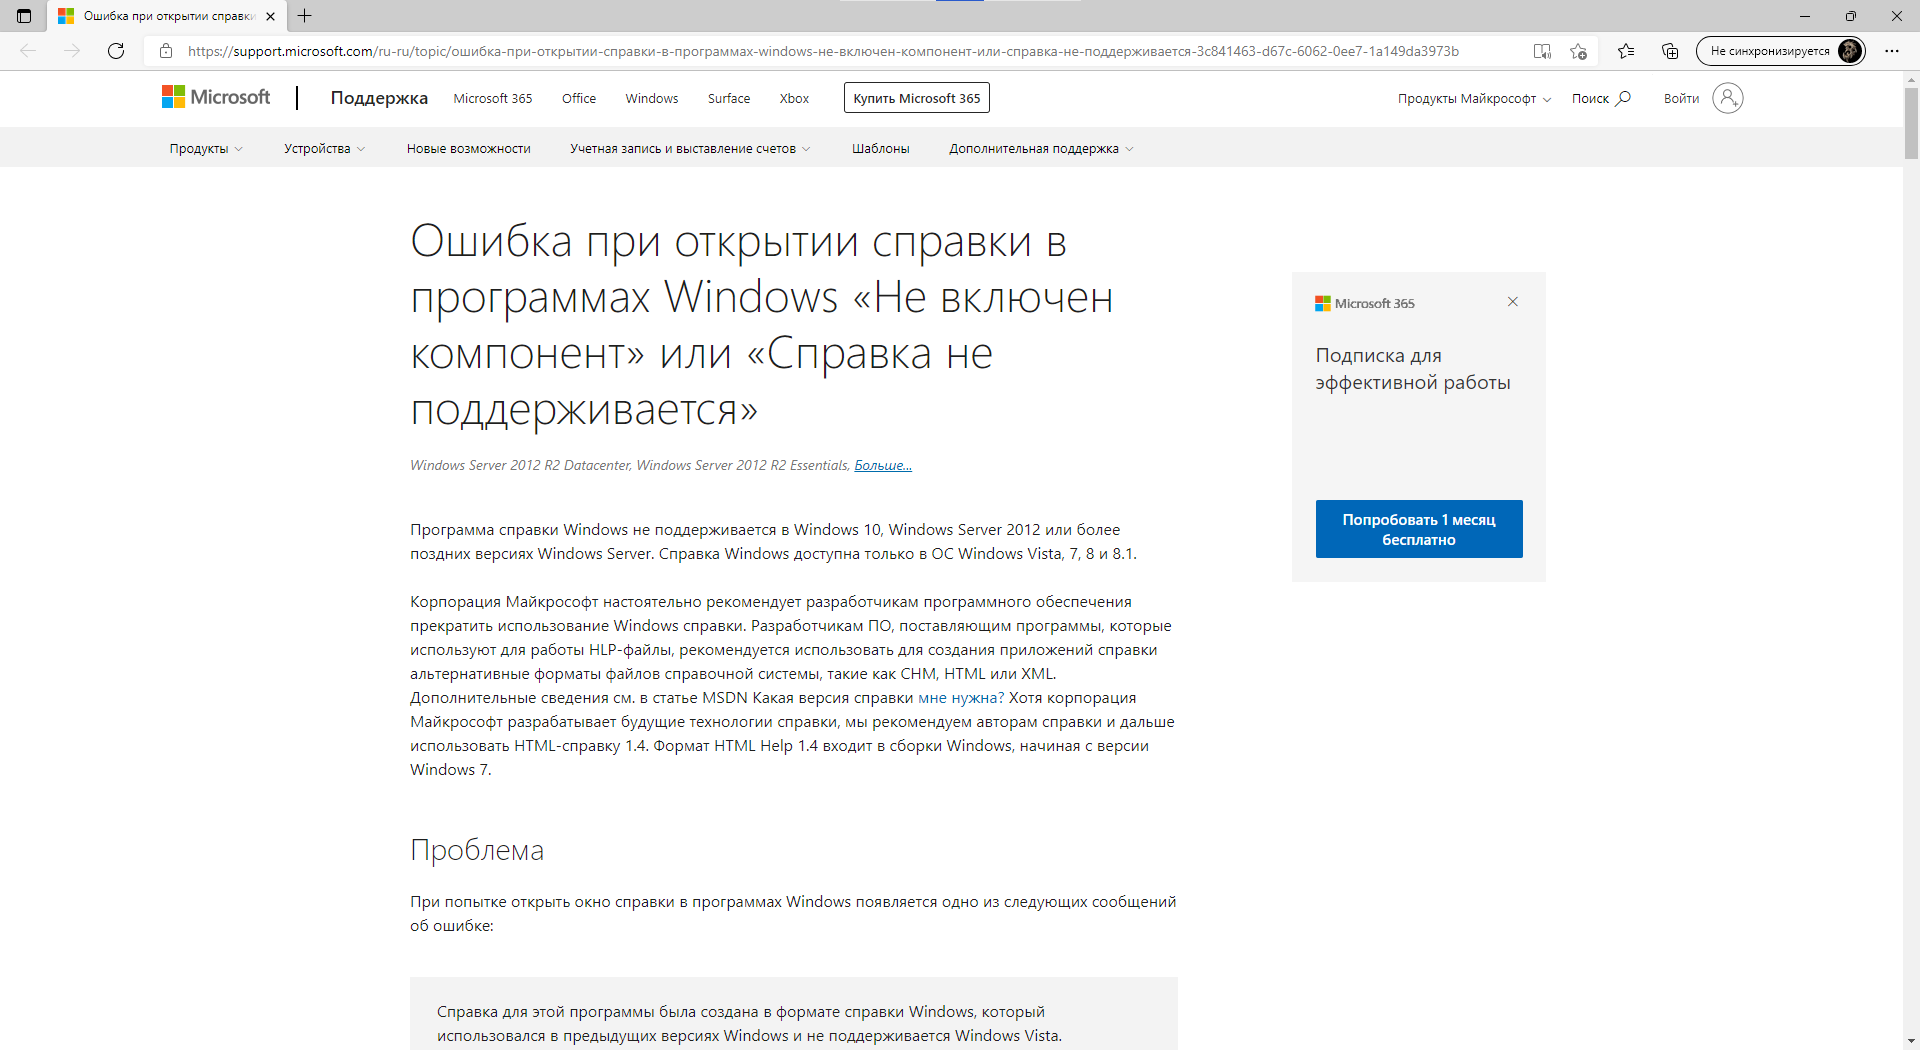 Ошибка при открытии справки
https://support.microsoft.com/ru-ru/topic/ошибка-при-открытии-справки-в-программах-windows-не-включен-компонент-или-справка-не-поддерживается-3c841463-d67c-6062-0ee7-1a149da3973b
Не синхронизируется
Microsoft
Поддержка
Microsoft 365
Office
Windows
Surface
Xbox
Купить Microsoft 365
Продукты Майкрософт
Поиск
Войти
Продукты
Устройства
Новые возможности
Учетная запись и выставление счетов
Шаблоны
Дополнительная поддержка
Ошибка при открытии справки в
программах Windows «Не включен
компонент» или «Справка не
поддерживается»
Windows Server 2012 R2 Datacenter, Windows Server 2012 R2 Essentials, Больше...
Программа справки Windows не поддерживается в Windows 10, Windows Server 2012 или более
поздних версиях Windows Server. Справка Windows доступна только в ОС Windows Vista, 7, 8 и 8.1.
Корпорация Майкрософт настоятельно рекомендует разработчикам программного обеспечения
прекратить использование Windows справки. Разработчикам ПО, поставляющим программы, которые
используют для работы HLP-файлы, рекомендуется использовать для создания приложений справки
альтернативные форматы файлов справочной системы, такие как CHM, HTML или XML.
Дополнительные сведения см. в статье MSDN Какая версия справки мне нужна? Хотя корпорация
Майкрософт разрабатывает будущие технологии справки, мы рекомендуем авторам справки и дальше
использовать HTML-справку 1.4. Формат HTML Help 1.4 входит в сборки Windows, начиная с версии
Windows 7.
Проблема
При попытке открыть окно справки в программах Windows появляется одно из следующих сообщений
об ошибке:
Справка для этой программы была создана в формате справки Windows, который
использовался в предыдущих версиях Windows и не поддерживается Windows Vista.
Microsoft 365
Подписка для
эффективной работы
Попробовать 1 месяц
бесплатно